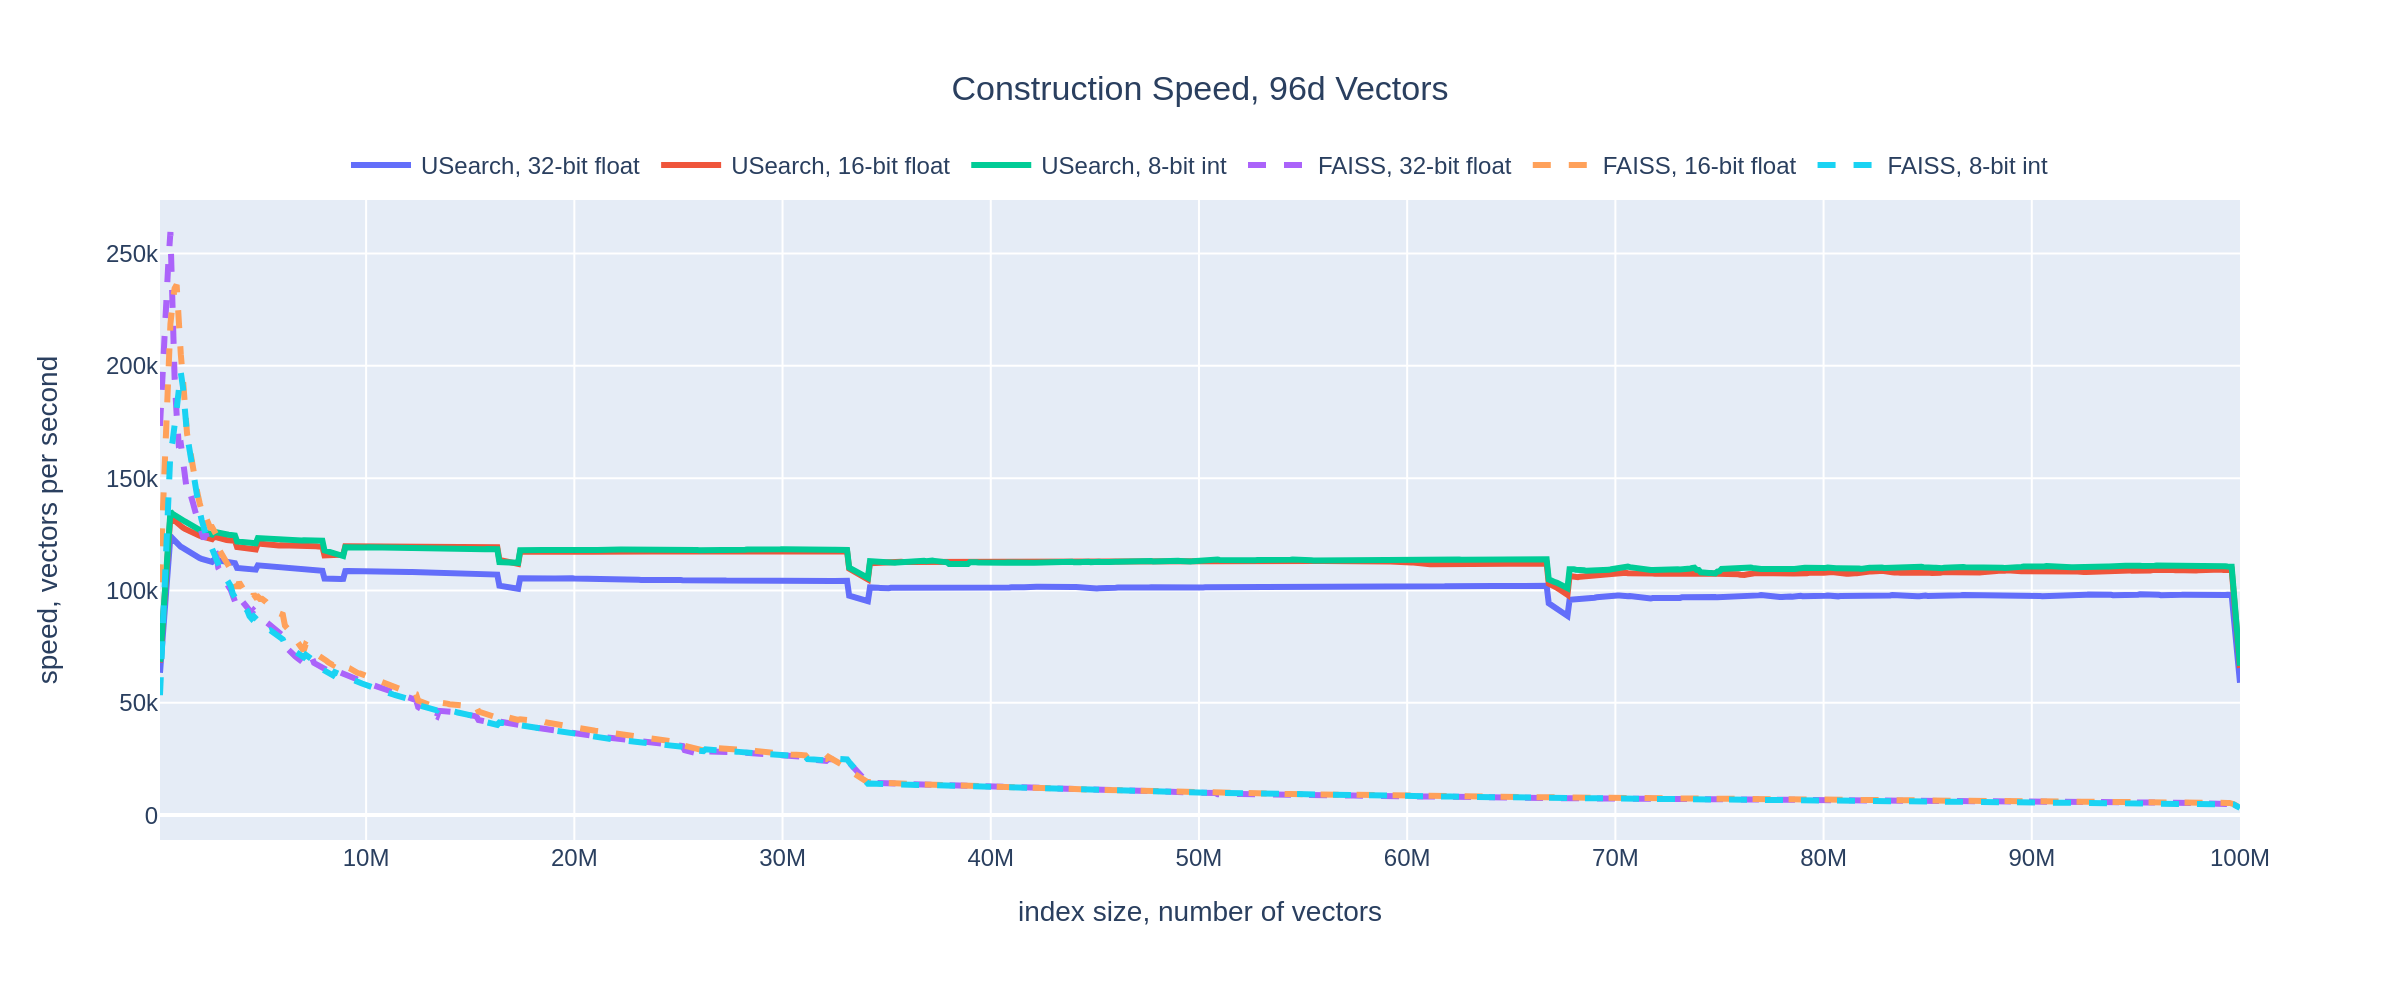 Construction Speed, 96d Vectors
USearch, 32-bit float USearch, 16-bit float USearch, 8-bit int FAISS, 32-bit float FAISS, 16-bit float FAISS, 8-bit int
speed, vectors per second
250k
200k
150k
100k
50k
0
10M 20M 30M 40M 50M 60M 70M 80M 90M 100M
index size, number of vectors